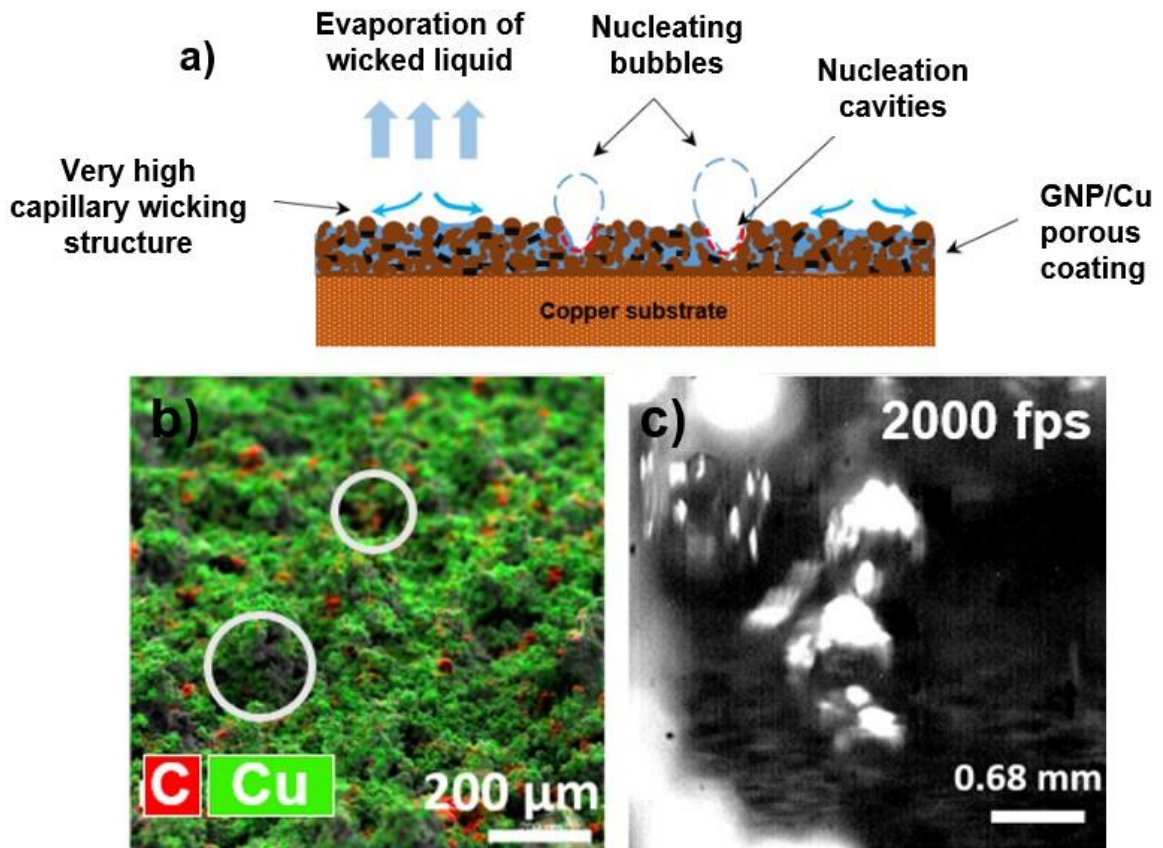 a)
Evaporation of
wicked liquid
Nucleating
bubbles
Nucleation
cavities
Very high
capillary wicking
structure
GNP/Cu
porous
coating
Copper substrate
b)
C Cu
200 µm
c)
2000 fps
0.68 mm